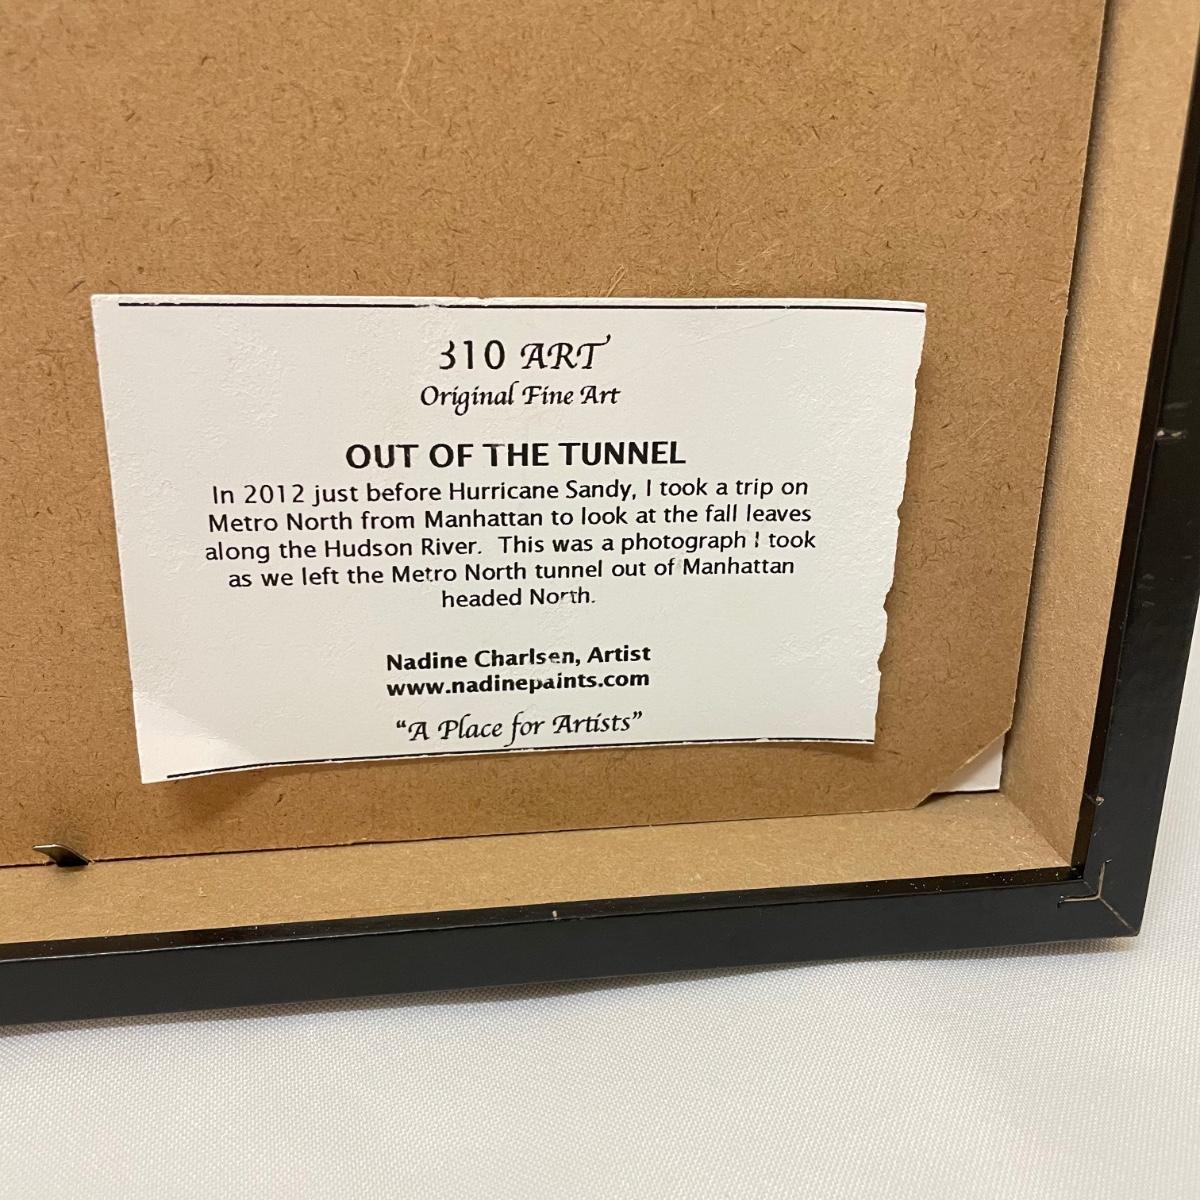 310 ART
Original Fine Art
OUT OF THE TUNNEL
In 2012 just before Hurricane Sandy, I took a trip on
Metro North from Manhattan to look at the fall leaves
along the Hudson River. This was a photograph I took
as we left the Metro North tunnel out of Manhattan
headed North.
Nadine Charlsen, Artist
www.nadinepaints.com
“A Place for Artists”